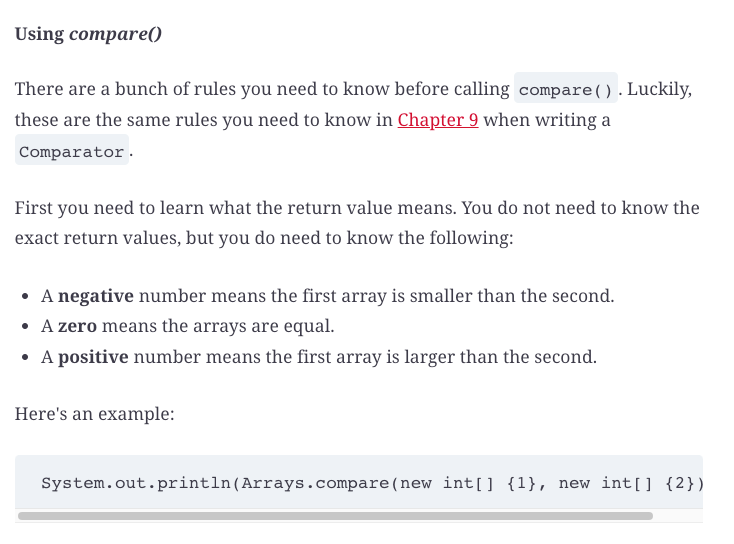 Using compare()
There are a bunch of rules you need to know before calling compare(). Luckily,
these are the same rules you need to know in Chapter 9 when writing a
Comparator.
First you need to learn what the return value means. You do not need to know the
exact return values, but you do need to know the following:
• A negative number means the first array is smaller than the second.
• A zero means the arrays are equal.
• A positive number means the first array is larger than the second.
Here's an example:
System.out.println(Arrays.compare(new int[] {1}, new int[] {2})